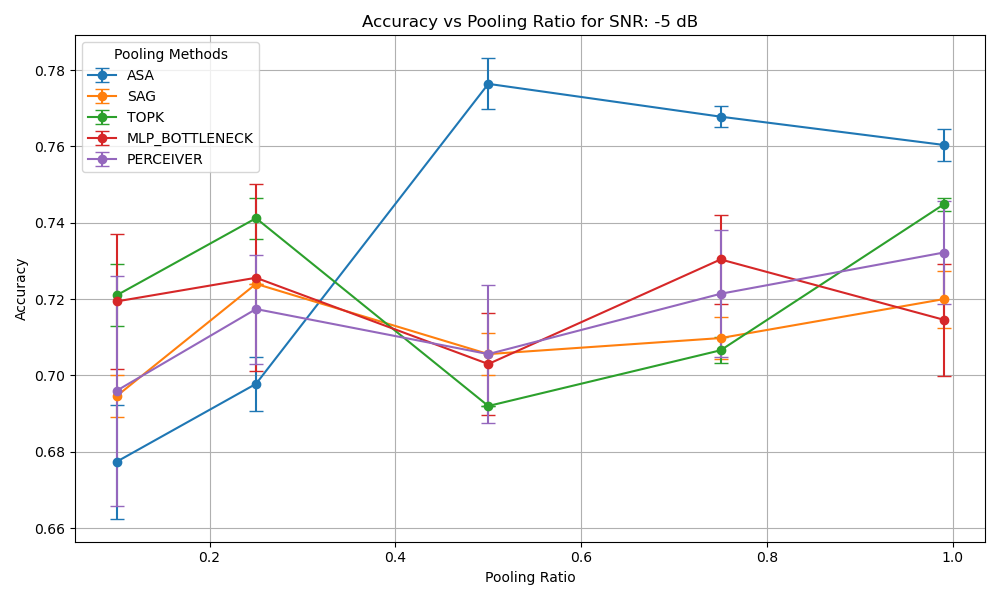 Accuracy vs Pooling Ratio for SNR: -5 dB
Pooling Methods
ASA
SAG
TOPK
MLP_BOTTLENECK
PERCEIVER
Accuracy
0.78
0.76
0.74
0.72
0.70
0.68
0.66
0.2
0.4
0.6
0.8
1.0
Pooling Ratio